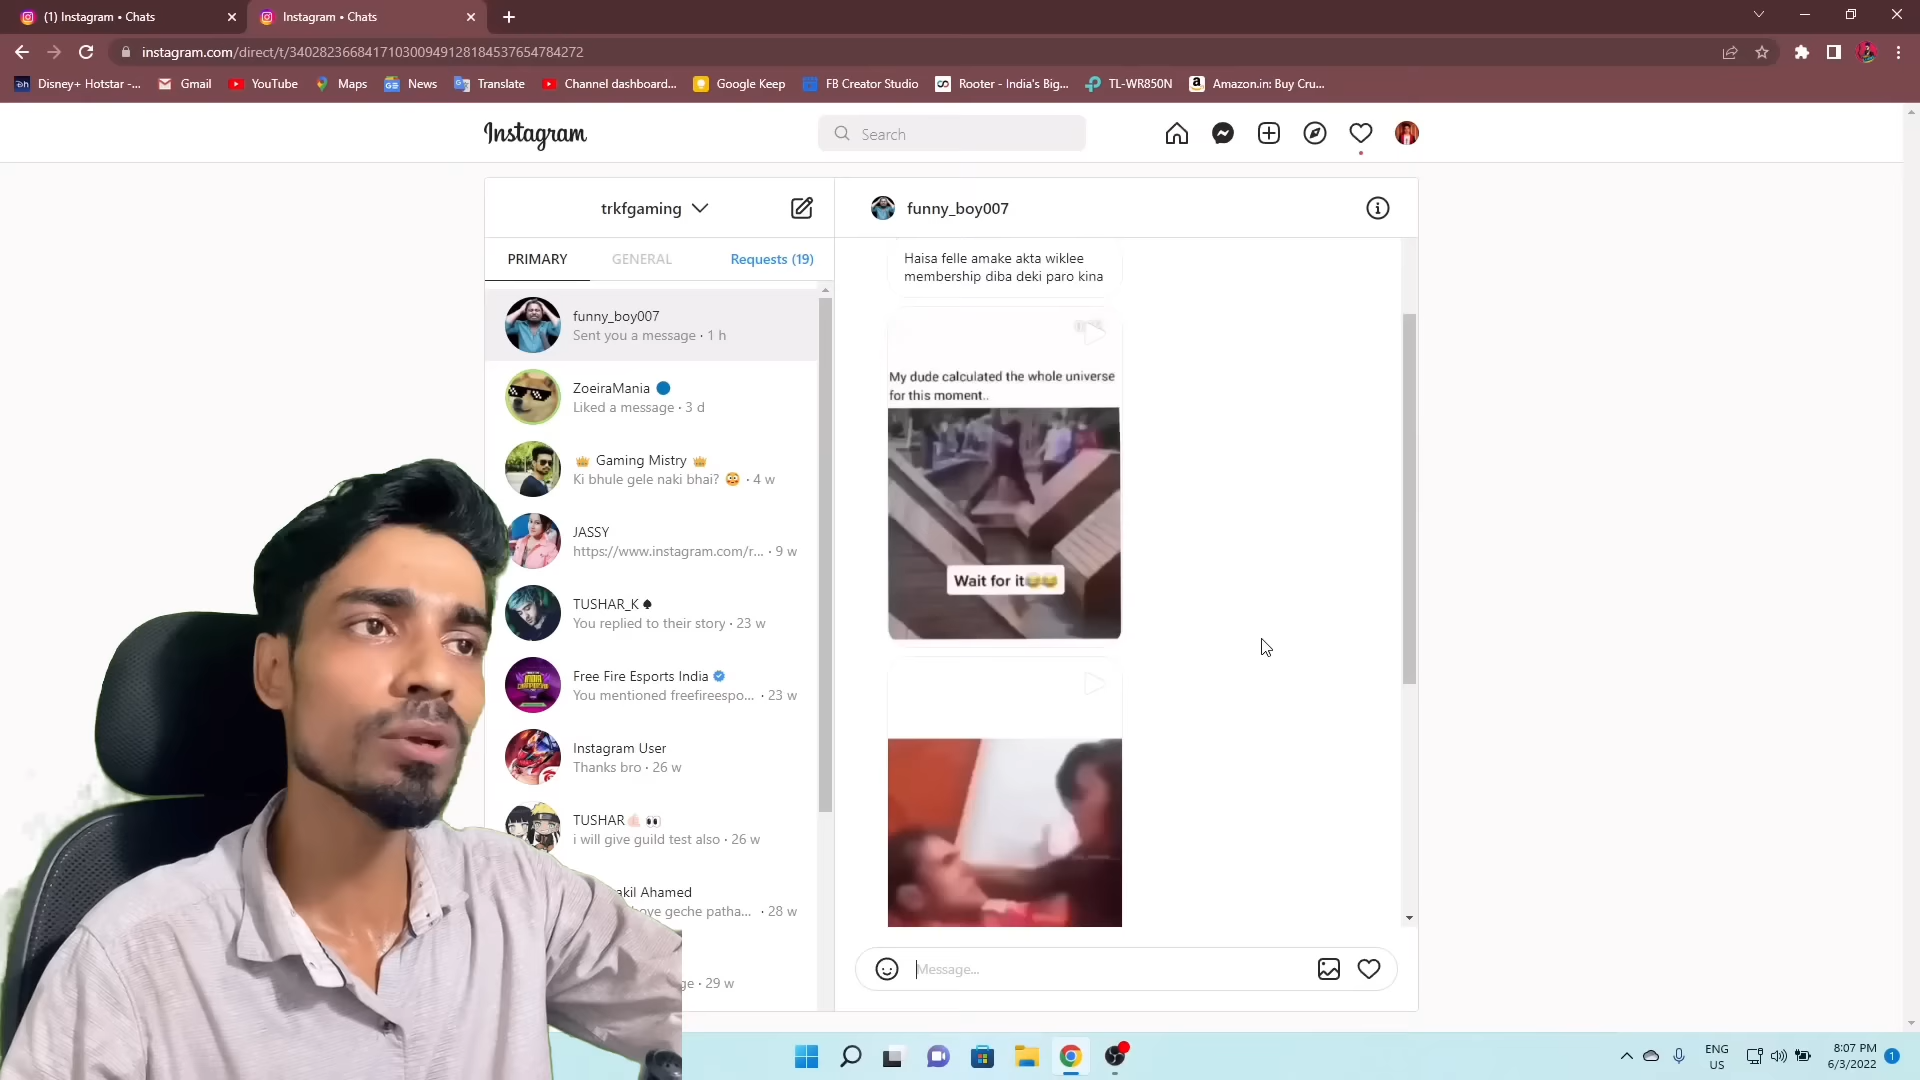 (1) Instagram • Chats
Instagram • Chats
instagram.com/direct/t/340282366841710300949128184537654784272
Disney+ Hotstar -...
Gmail
YouTube
Maps
News
Translate
Channel dashboard...
Google Keep
FB Creator Studio
Rooter - India's Big...
TL-WR850N
Amazon.in: Buy Cru...
Instagram
Search
trkfgaming
funny_boy007
PRIMARY
GENERAL
Requests (19)
funny_boy007
Sent you a message · 1 h
ZoeiraMania
Liked a message · 3 d
👑 Gaming Mistry 👑
Ki bhule gele naki bhai? · 4 w
JASSY
https://www.instagram.com/r... · 9 w
TUSHAR_K♠
You replied to their story · 23 w
Free Fire Esports India
You mentioned freefireespo... · 23 w
Instagram User
Thanks bro · 26 w
TUSHAR
i will give guild test also · 26 w
akil Ahamed
geche patha... · 28 w
ge · 29 w
Haisa felle amake akta wiklee
membership diba deki paro kina
My dude calculated the whole universe
for this moment..
Wait for it😂😂
Message...
ENG
US
8:07 PM
6/3/2022
1